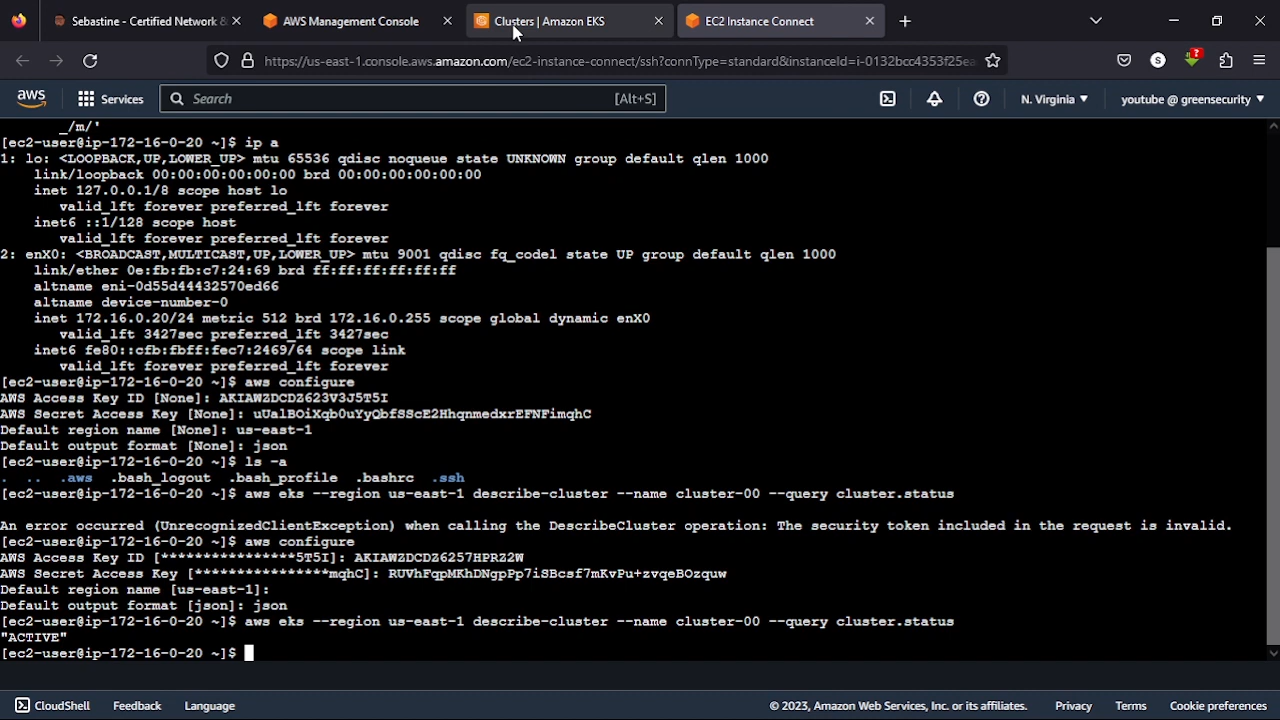 Sebastine - Certified Network &
AWS Management Console
Clusters | Amazon EKS
EC2 Instance Connect
https://us-east-1.console.aws.amazon.com/ec2-instance-connect/ssh?connType=standard&instanceId=i-0132bcc4353f25ea
aws
Services
Search
[Alt+S]
N. Virginia
youtube @ greensecurity
_/m/'
[ec2-user@ip-172-16-0-20 ~]$ ip a
1: lo: <LOOPBACK,UP,LOWER_UP> mtu 65536 qdisc noqueue state UNKNOWN group default qlen 1000
link/loopback 00:00:00:00:00:00 brd 00:00:00:00:00:00
inet 127.0.0.1/8 scope host lo
valid_lft forever preferred_lft forever
inet6 ::1/128 scope host
valid_lft forever preferred_lft forever
2: enX0: <BROADCAST,MULTICAST,UP,LOWER_UP> mtu 9001 qdisc fq_codel state UP group default qlen 1000
link/ether 0e:fb:fb:c7:24:69 brd ff:ff:ff:ff:ff:ff
altname eni-0d55d44432570ed66
altname device-number-0
inet 172.16.0.20/24 metric 512 brd 172.16.0.255 scope global dynamic enX0
valid_lft 3427sec preferred_lft 3427sec
inet6 fe80::cfb:fbff:fec7:2469/64 scope link
valid_lft forever preferred_lft forever
[ec2-user@ip-172-16-0-20 ~]$ aws configure
AWS Access Key ID [None]: AKIAWZDCDZ623V3J5T5I
AWS Secret Access Key [None]: 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
Default region name [None]: us-east-1
Default output format [None]: json
[ec2-user@ip-172-16-0-20 ~]$ ls -a
. .. .aws .bash_logout .bash_profile .bashrc .ssh
[ec2-user@ip-172-16-0-20 ~]$ aws eks --region us-east-1 describe-cluster --name cluster-00 --query cluster.status
An error occurred (UnrecognizedClientException) when calling the DescribeCluster operation: The security token included in the request is invalid.
[ec2-user@ip-172-16-0-20 ~]$ aws configure
AWS Access Key ID [****************5T5I]: AKIAWZDCDZ6257HPRZ2W
AWS Secret Access Key [****************mqhC]: 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
Default region name [us-east-1]:
Default output format [json]: json
[ec2-user@ip-172-16-0-20 ~]$ aws eks --region us-east-1 describe-cluster --name cluster-00 --query cluster.status
"ACTIVE"
[ec2-user@ip-172-16-0-20 ~]$
CloudShell
Feedback
Language
© 2023, Amazon Web Services, Inc. or its affiliates.
Privacy
Terms
Cookie preferences